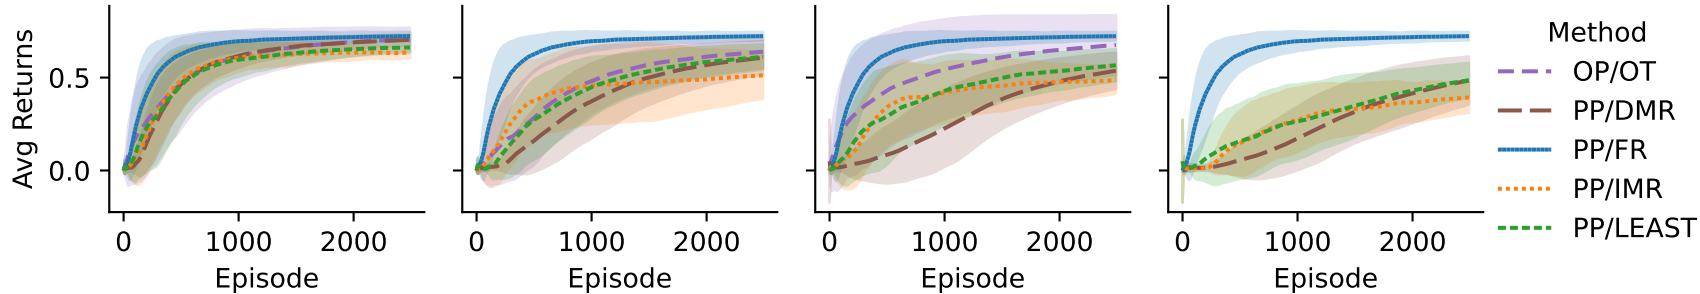 Avg Returns
0.5
0.0
0 1000 2000
Episode
0 1000 2000
Episode
0 1000 2000
Episode
0 1000 2000
Episode
Method
OP/OT
PP/DMR
PP/FR
PP/IMR
PP/LEAST